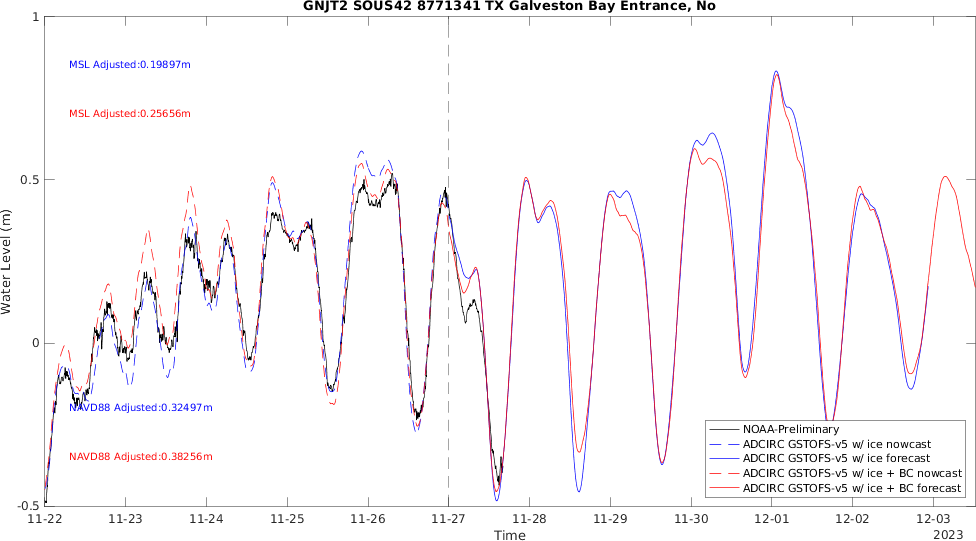 GNJT2 SOUS42 8771341 TX Galveston Bay Entrance, No
1
MSL Adjusted:0.19897m
MSL Adjusted:0.25656m
0.5
Water Level (m)
0
NAVD88 Adjusted:0.32497m
NAVD88 Adjusted:0.38256m
NOAA-Preliminary
ADCIRC GSTOFS-v5 w/ ice nowcast
ADCIRC GSTOFS-v5 w/ ice forecast
ADCIRC GSTOFS-v5 w/ ice + BC nowcast
ADCIRC GSTOFS-v5 w/ ice + BC forecast
-0.5
11-22 11-23 11-24 11-25 11-26 11-27 11-28 11-29 11-30 12-01 12-02 12-03
Time
2023